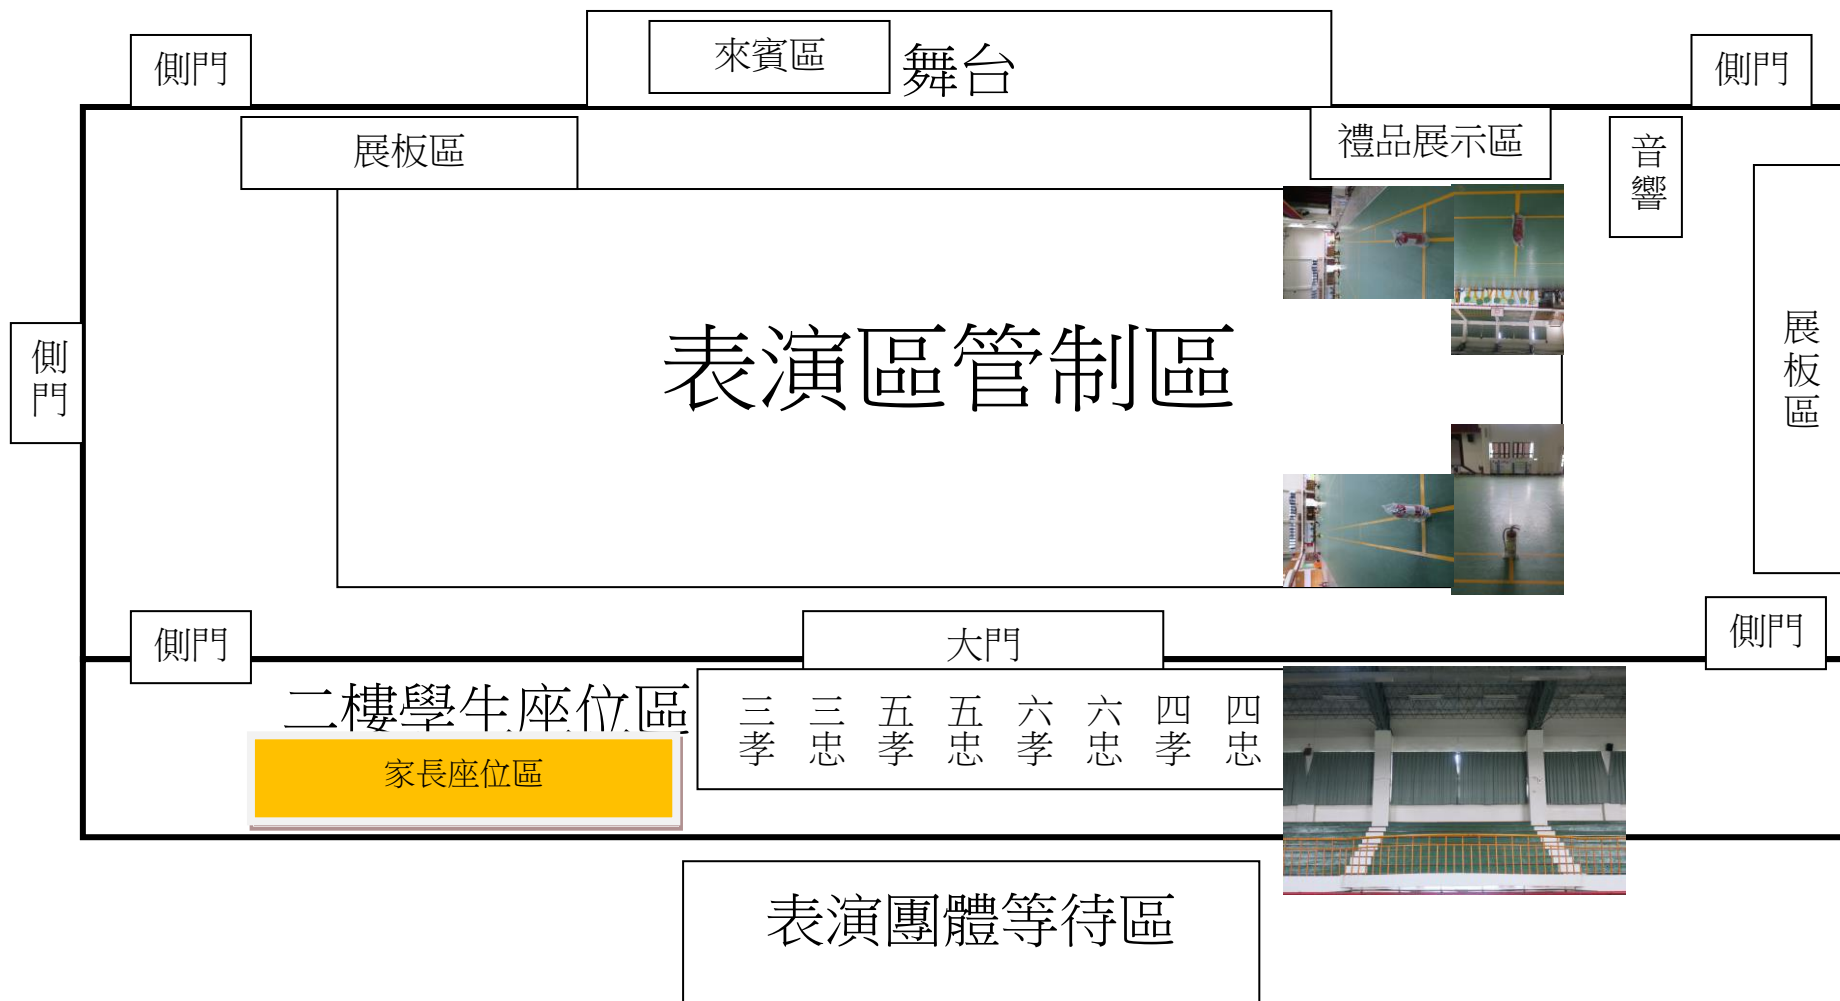 來賓區
舞台
側門
側門
展板區
禮品展示區
音響
展板區
側門
表演區管制區
側門
大門
側門
二樓學生座位區
三孝 三忠 五孝 五忠 六孝 六忠 四孝 四忠
家長座位區
表演團體等待區